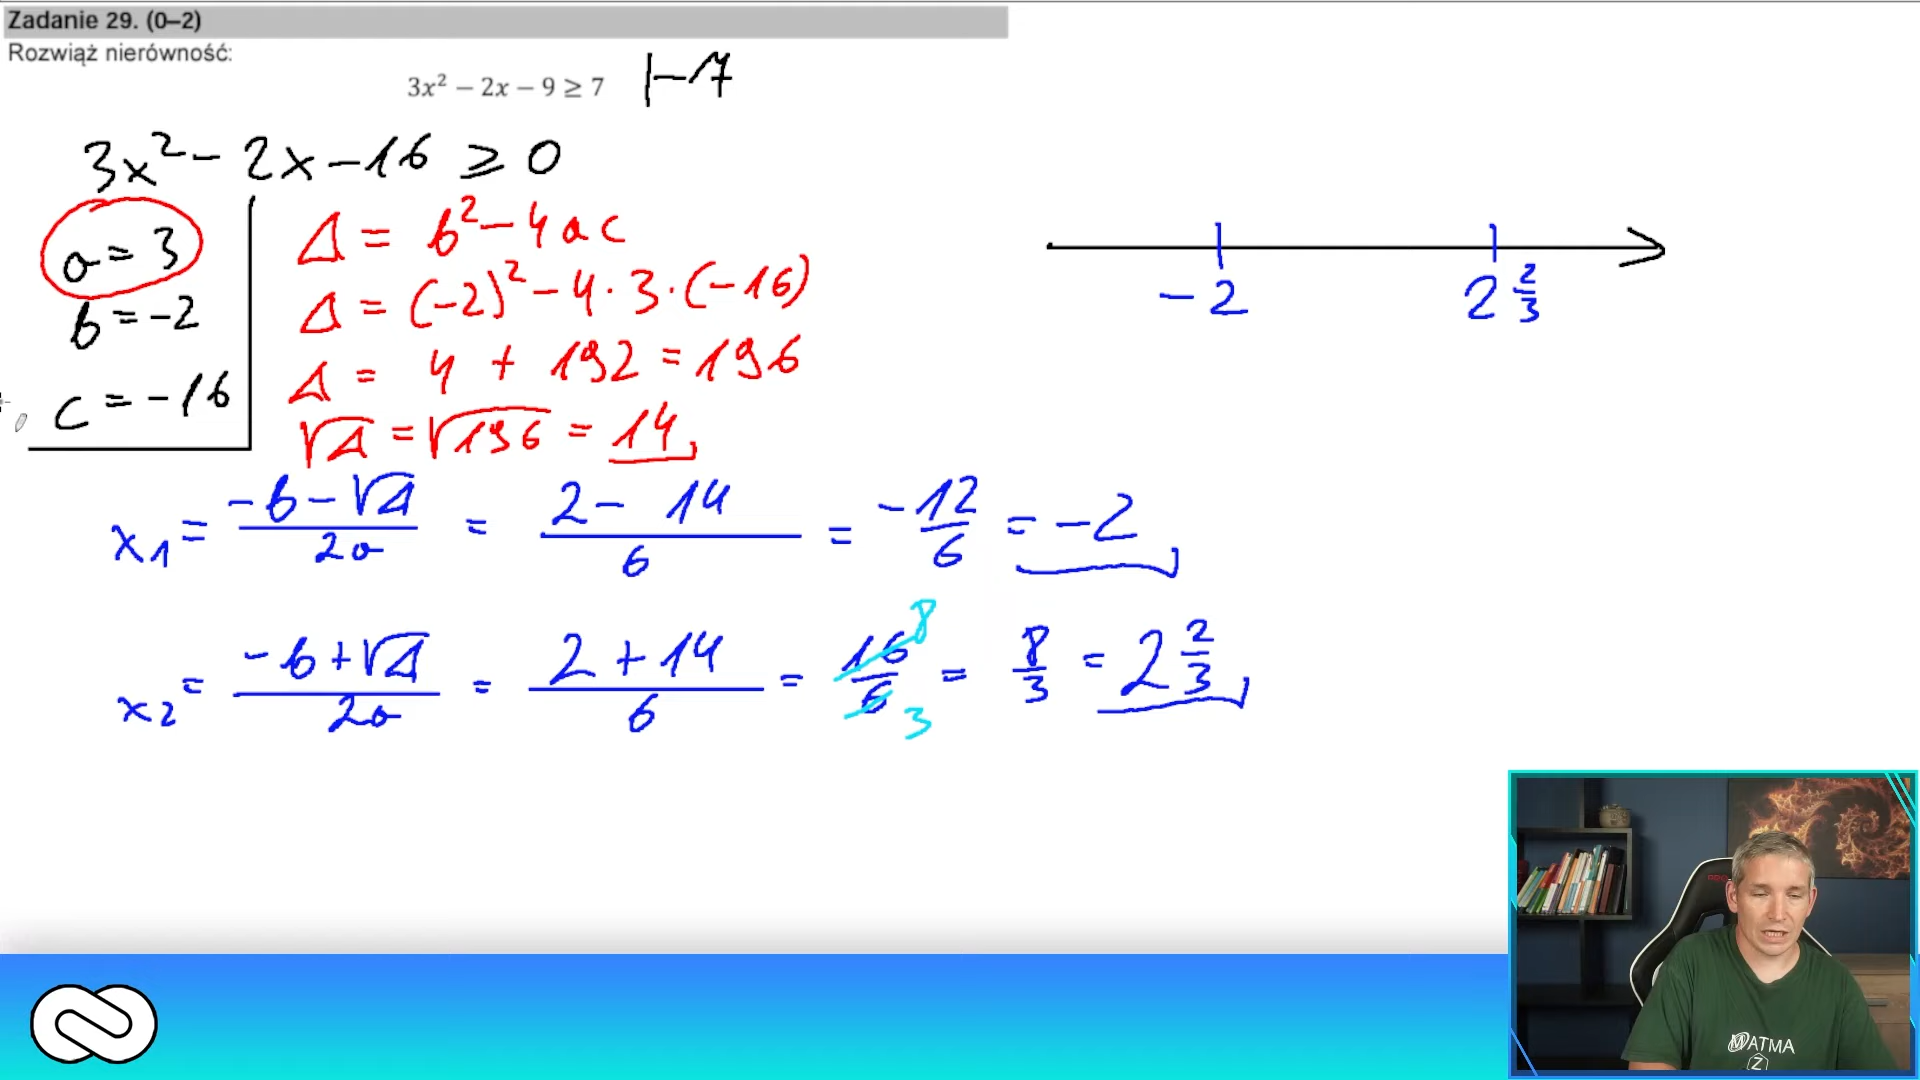 Zadanie 29. (0–2)
Rozwiąż nierówność:
3x² − 2x − 9 ≥ 7 |−7
3x² − 2x − 16 ≥ 0
a = 3
b = −2
c = −16
Δ = b² − 4ac
Δ = (−2)² − 4 · 3 · (−16)
Δ = 4 + 192 = 196
√Δ = √196 = 14
x1 = −b − √Δ / 2a = 2 − 14 / 6 = −12 / 6 = −2
x2 = −b + √Δ / 2a = 2 + 14 / 6 = 16 8 / 6 3 = 8/3 = 2 2/3
−2 2 2/3
MATMA
Z